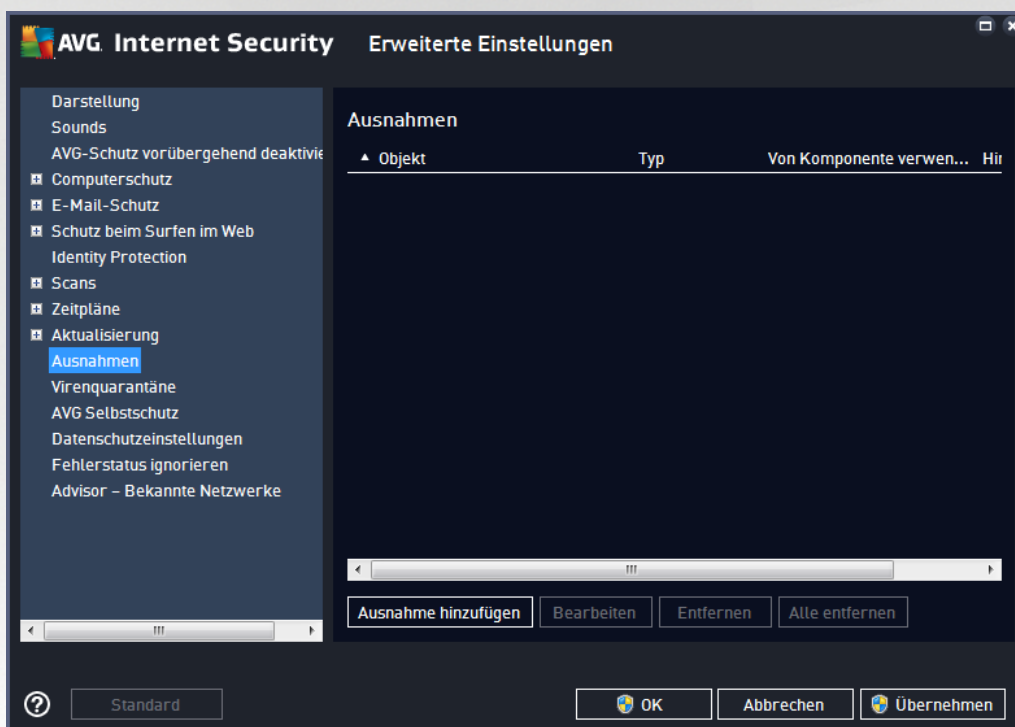 AVG Internet Security Erweiterte Einstellungen
Darstellung
Sounds
AVG-Schutz vorübergehend deaktivie
Computerschutz
E-Mail-Schutz
Schutz beim Surfen im Web
Identity Protection
Scans
Zeitpläne
Aktualisierung
Ausnahmen
Virenquarantäne
AVG Selbstschutz
Datenschutzeinstellungen
Fehlerstatus ignorieren
Advisor – Bekannte Netzwerke
Ausnahmen
Objekt Typ Von Komponente verwen... Hin
Ausnahme hinzufügen Bearbeiten Entfernen Alle entfernen
? Standard OK Abbrechen Übernehmen